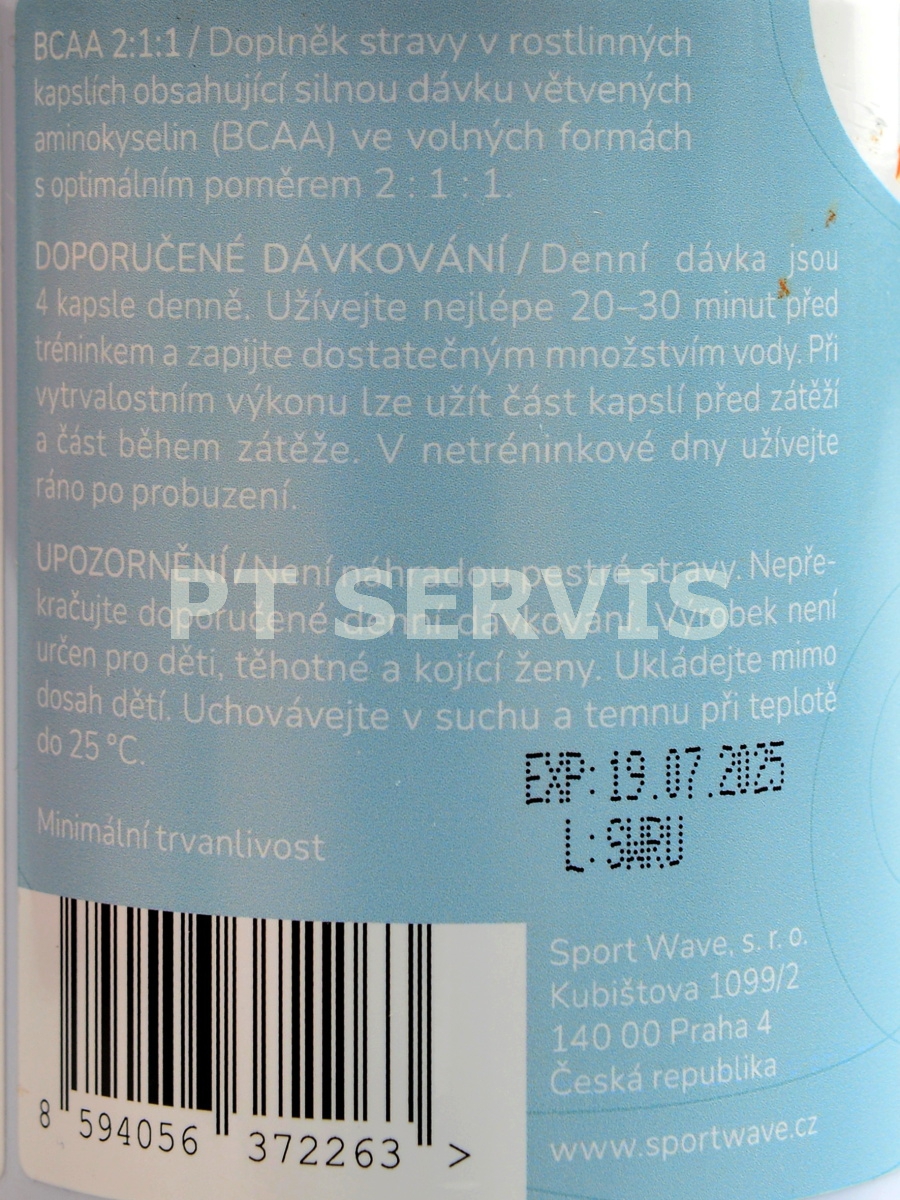 BCAA 2:1:1 / Doplněk stravy v rostlinných
kapslích obsahující silnou dávku větvených
aminokyselin (BCAA) ve volných formách
s optimálním poměrem 2 : 1 : 1.
DOPORUČENÉ DÁVKOVÁNÍ / Denní dávka jsou
4 kapsle denně. Užívejte nejlépe 20–30 minut před
tréninkem a zapijte dostatečným množstvím vody. Při
vytrvalostním výkonu lze užít část kapslí před zátěží
a část během zátěže. V netréninkové dny užívejte
ráno po probuzení.
UPOZORNĚNÍ / Není náhradou pestré stravy. Nepře-
kračujte doporučené denní dávkování. Výrobek není
určen pro děti, těhotné a kojící ženy. Ukládejte mimo
dosah dětí. Uchovávejte v suchu a temnu při teplotě
do 25 °C.
PT SERVIS
EXP: 19.07.2025
L: SWRU
Minimální trvanlivost
8 594056 372263 >
Sport Wave, s. r. o.
Kubištova 1099/2
140 00 Praha 4
Česká republika
www.sportwave.cz